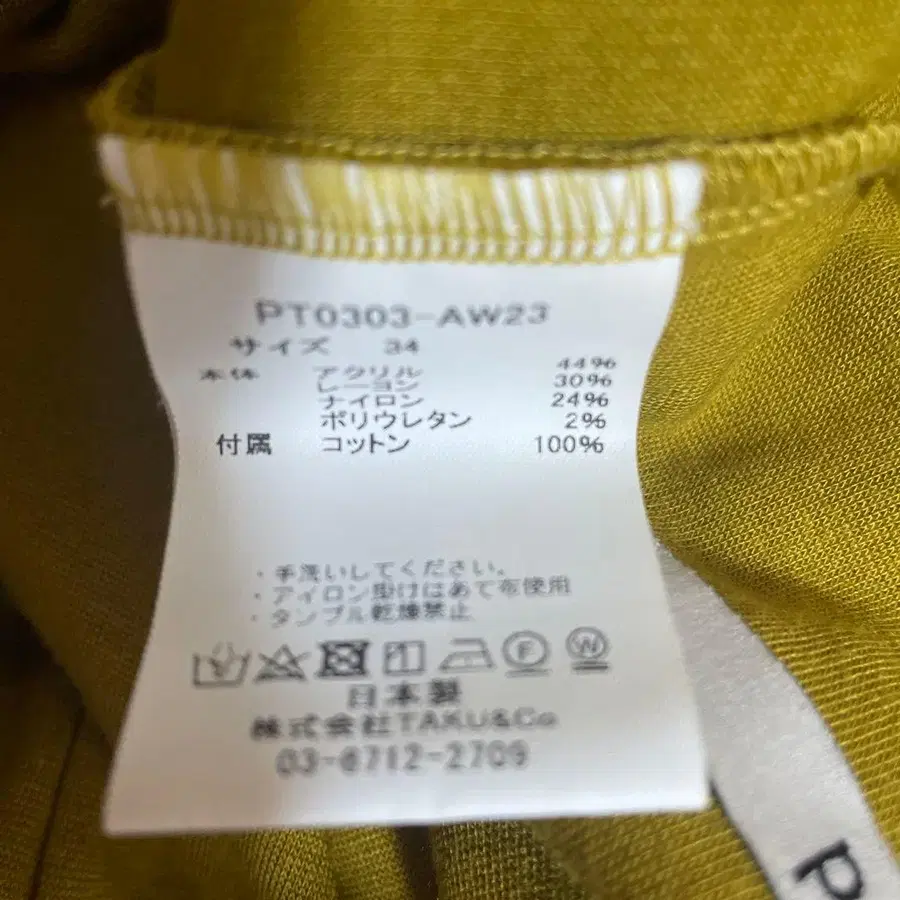 PT0303-AW23
サイズ 34
本体 アクリル 44%
レーヨン 30%
ナイロン 24%
ポリウレタン 2%
付属 コットン 100%
・手洗いしてください。
・アイロン掛けはあて布使用
・タンブル乾燥禁止
F W
日本製
株式会社TAKU&Co
03-6712-2709
P